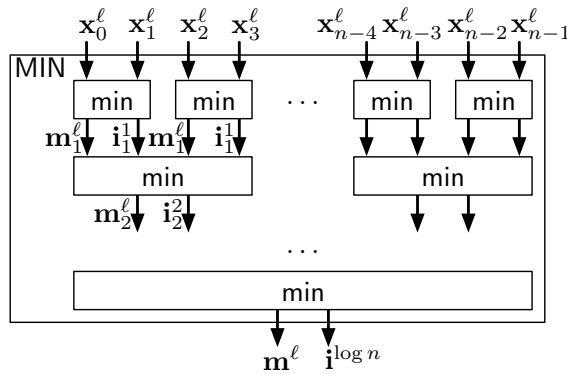 x_0^ℓ x_1^ℓ x_2^ℓ x_3^ℓ x_{n−4}^ℓ x_{n−3}^ℓ x_{n−2}^ℓ x_{n−1}^ℓ
MIN
min min ... min min
m_1^ℓ i_1^1 m_1^ℓ i_1^1
min min
m_2^ℓ i_2^2
...
min
m^ℓ i^{log n}